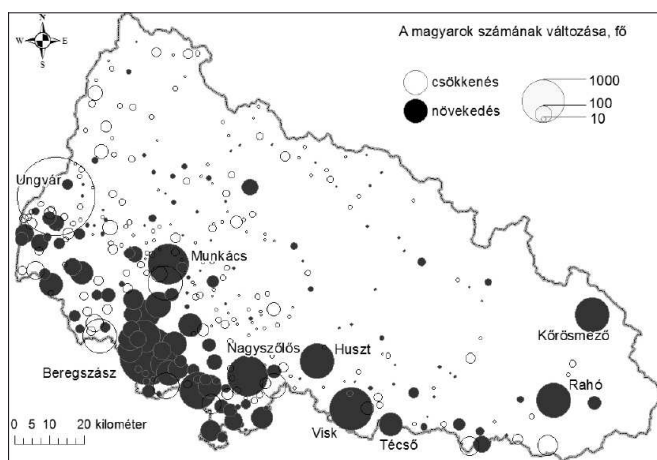 N
W E
S
A magyarok számának változása, fő
csökkenés
növekedés
1000
100
10
Ungvár
Munkács
Beregszász
Nagyszőlős
Huszt
Kőrösmező
Rahó
Visk
Técső
0 5 10 20 kilométer